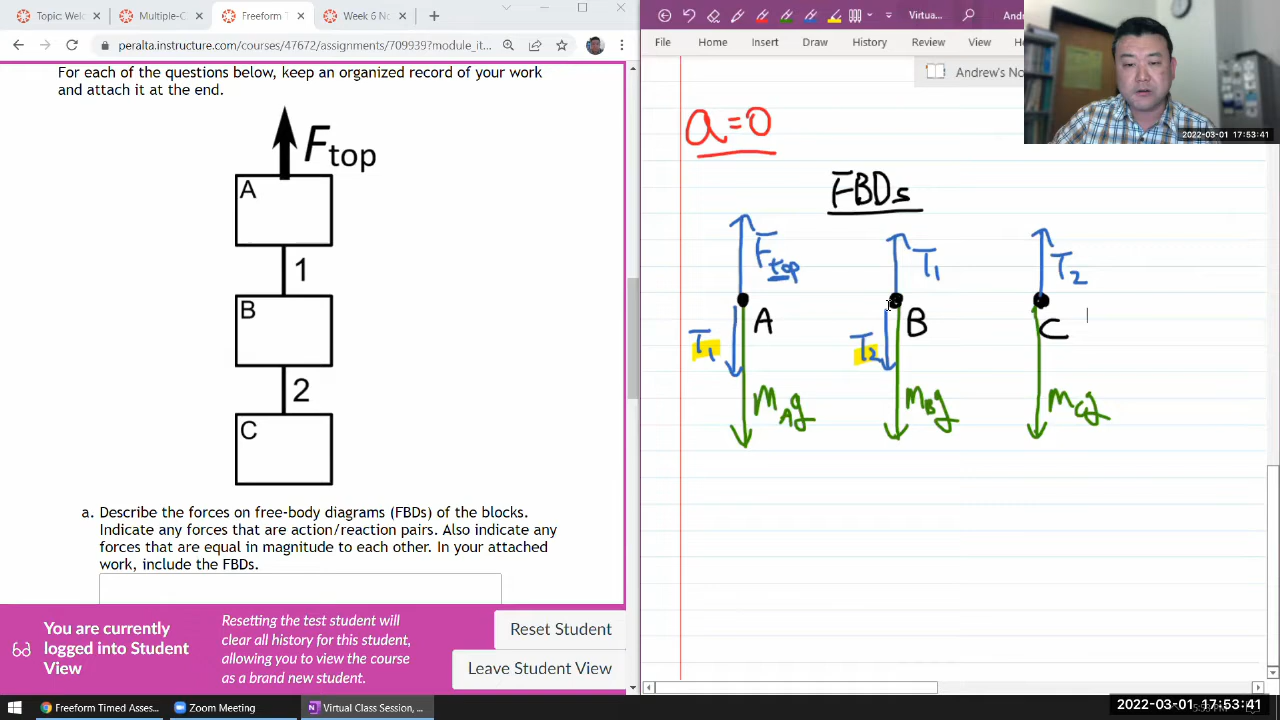 Topic Welc
Multiple-C
Freeform T
Week 6 No
peralta.instructure.com/courses/47672/assignments/709939?module_it...
For each of the questions below, keep an organized record of your work
and attach it at the end.
F top
A
1
B
2
C
a. Describe the forces on free-body diagrams (FBDs) of the blocks.
Indicate any forces that are action/reaction pairs. Also indicate any
forces that are equal in magnitude to each other. In your attached
work, include the FBDs.
You are currently
logged into Student
View
Resetting the test student will
clear all history for this student,
allowing you to view the course
as a brand new student.
Reset Student
Leave Student View
Virtua...
File
Home
Insert
Draw
History
Review
View
Andrew's No
2022-03-01 17:53:41
a=0
FBDs
F top
T1
T2
A
B
C
T1
T2
mAg
mBg
mCg
Freeform Timed Asses...
Zoom Meeting
Virtual Class Session, ...
2022-03-01 17:53:41